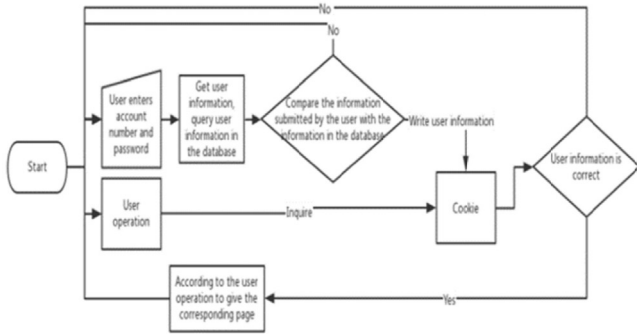 No
No
User enters
account
number and
password
Get user
information,
query user
information in
the database
Compare the information
submitted by the user with the
information in the database
Write user information
User information is
correct
Start
User
operation
Inquire
Cookie
According to the user
operation to give the
corresponding page
Yes